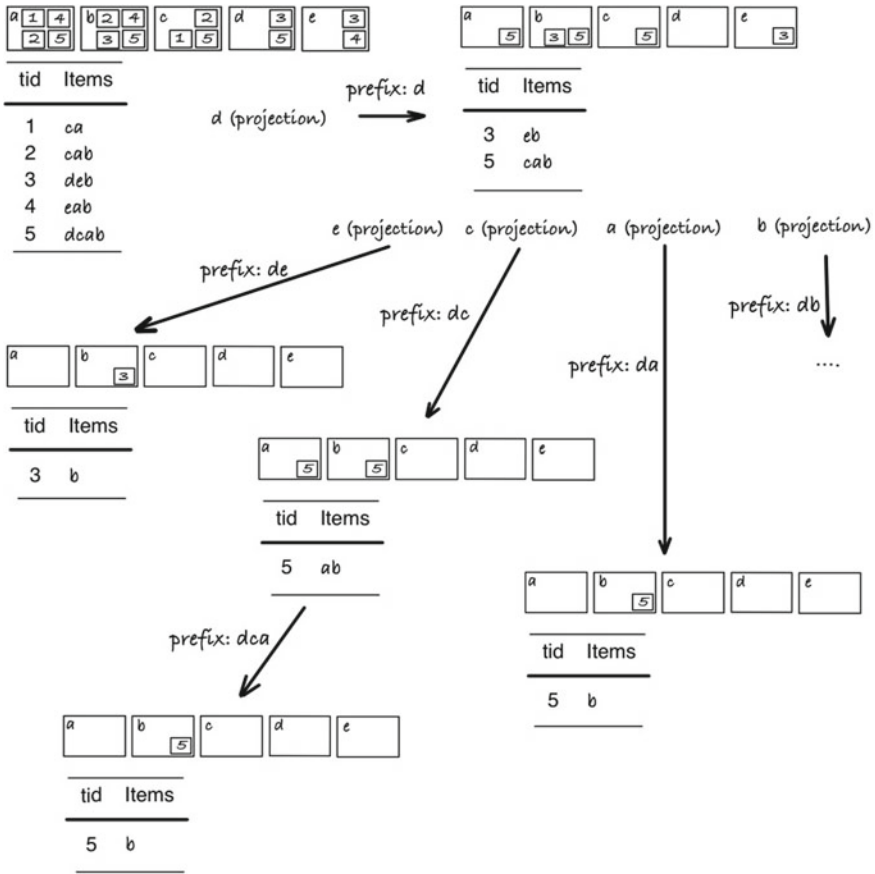 a 1 4 b 2 4 c 2 d 3 e 3
2 5 3 5 1 5 5 4
tid Items
1 ca
2 cab
3 deb
4 eab
5 dcab
d (projection)
prefix: d
a b c d e
5 3 5 5 3
tid Items
3 eb
5 cab
e (projection) c (projection) a (projection) b (projection)
prefix: de
prefix: dc
prefix: da
prefix: db
....
a b c d e
3
tid Items
3 b
a b c d e
5 5
tid Items
5 ab
a b c d e
5
tid Items
5 b
prefix: dca
a b c d e
5
tid Items
5 b